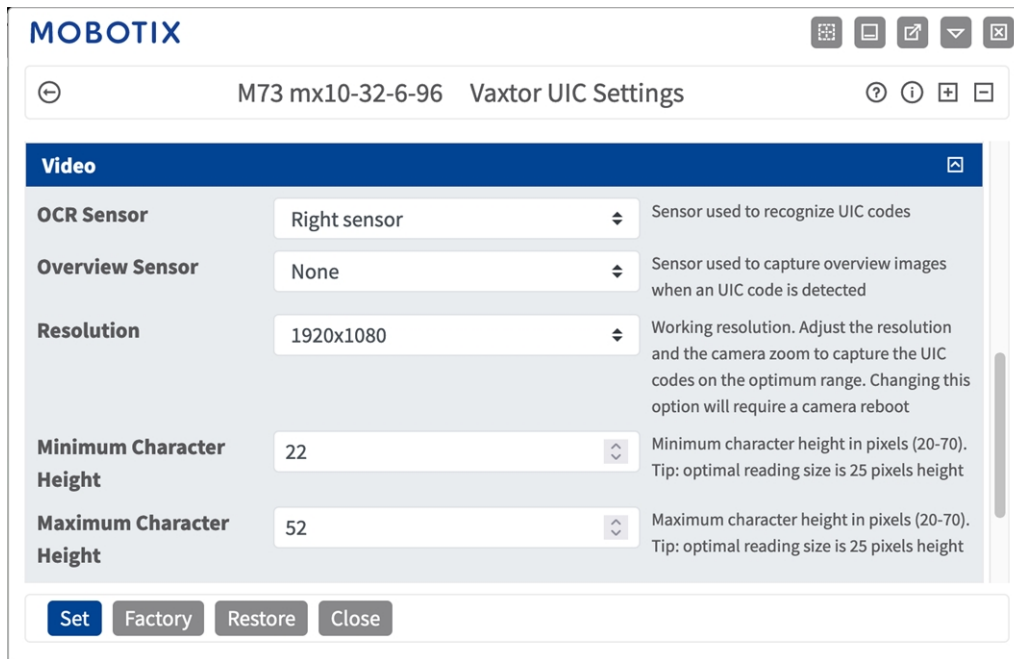 MOBOTIX
M73 mx10-32-6-96 Vaxtor UIC Settings
Video
OCR Sensor
Right sensor
Sensor used to recognize UIC codes
Overview Sensor
None
Sensor used to capture overview images
when an UIC code is detected
Resolution
1920x1080
Working resolution. Adjust the resolution
and the camera zoom to capture the UIC
codes on the optimum range. Changing this
option will require a camera reboot
Minimum Character
Height
22
Minimum character height in pixels (20-70).
Tip: optimal reading size is 25 pixels height
Maximum Character
Height
52
Maximum character height in pixels (20-70).
Tip: optimal reading size is 25 pixels height
Set Factory Restore Close